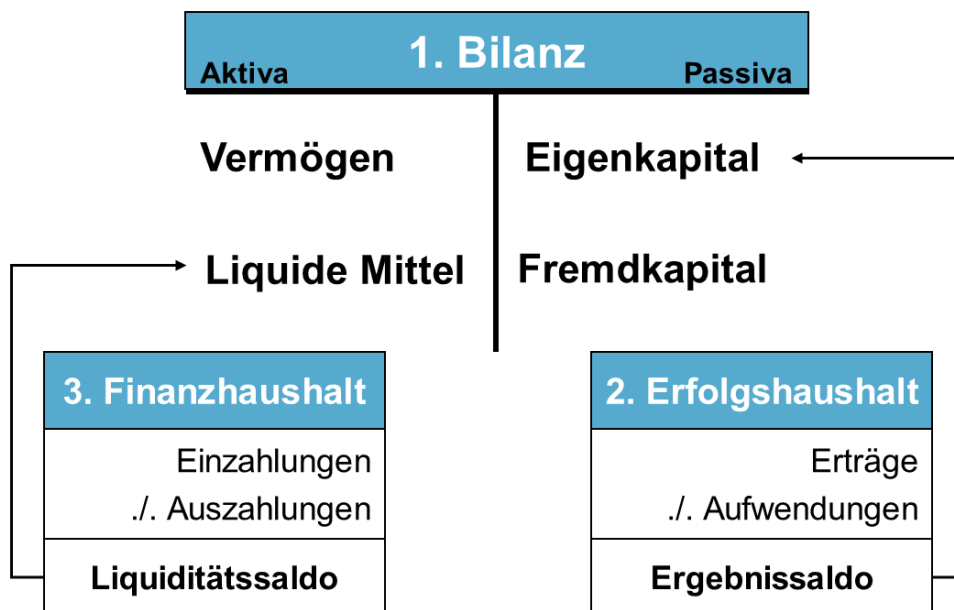 1. Bilanz
Aktiva
Passiva
Vermögen
Eigenkapital
Liquide Mittel
Fremdkapital
3. Finanzhaushalt
Einzahlungen
./. Auszahlungen
Liquiditätssaldo
2. Erfolgshaushalt
Erträge
./. Aufwendungen
Ergebnissaldo